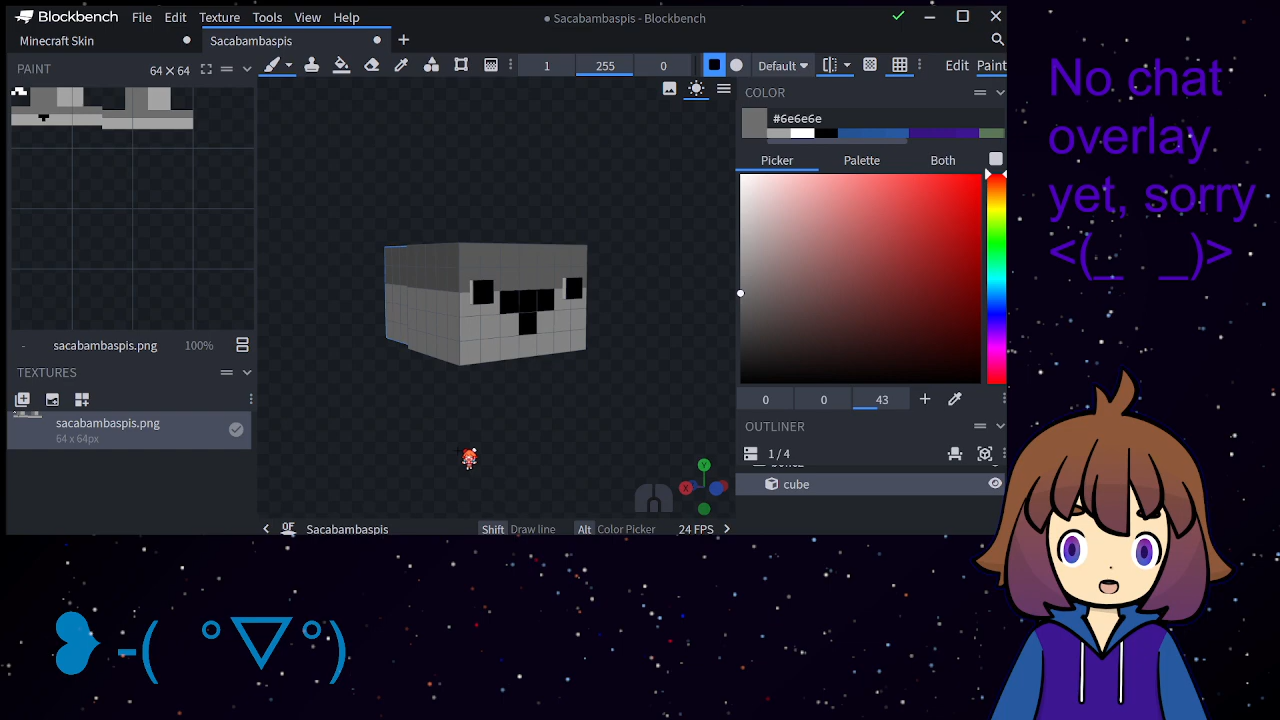 Blockbench File Edit Texture Tools View Help Sacabambaspis - Blockbench
Minecraft Skin Sacabambaspis
PAINT 64 × 64
1 255 0 Default Edit Paint
COLOR
#6e6e6e
Picker Palette Both
- sacabambaspis.png 100%
TEXTURES
sacabambaspis.png
64 x 64px
0 0 43
OUTLINER
1 / 4
cube
X Y
Sacabambaspis Shift Draw line Alt Color Picker 24 FPS
No chat
overlay
yet, sorry
<(_ _)>
❥-( °▽°)